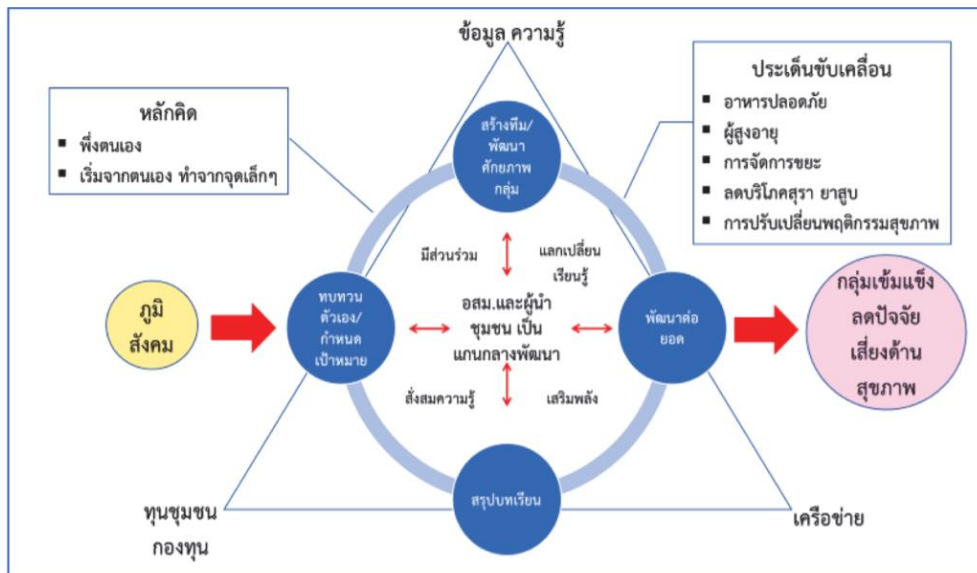 ข้อมูล ความรู้
หลักคิด
▪ พึ่งตนเอง
▪ เริ่มจากตนเอง ทำจากจุดเล็กๆ
ประเด็นขับเคลื่อน
▪ อาหารปลอดภัย
▪ ผู้สูงอายุ
▪ การจัดการขยะ
▪ ลดบริโภคสุรา ยาสูบ
▪ การปรับเปลี่ยนพฤติกรรมสุขภาพ
สร้างทีม/
พัฒนา
ศักยภาพ
กลุ่ม
มีส่วนร่วม
แลกเปลี่ยน
เรียนรู้
ภูมิ
สังคม
ทบทวน
ตัวเอง/
กำหนด
เป้าหมาย
อสม.และผู้นำ
ชุมชน เป็น
แกนกลางพัฒนา
พัฒนาต่อ
ยอด
กลุ่มเข้มแข็ง
ลดปัจจัย
เสี่ยงด้าน
สุขภาพ
สั่งสมความรู้
เสริมพลัง
สรุปบทเรียน
ทุนชุมชน
กองทุน
เครือข่าย